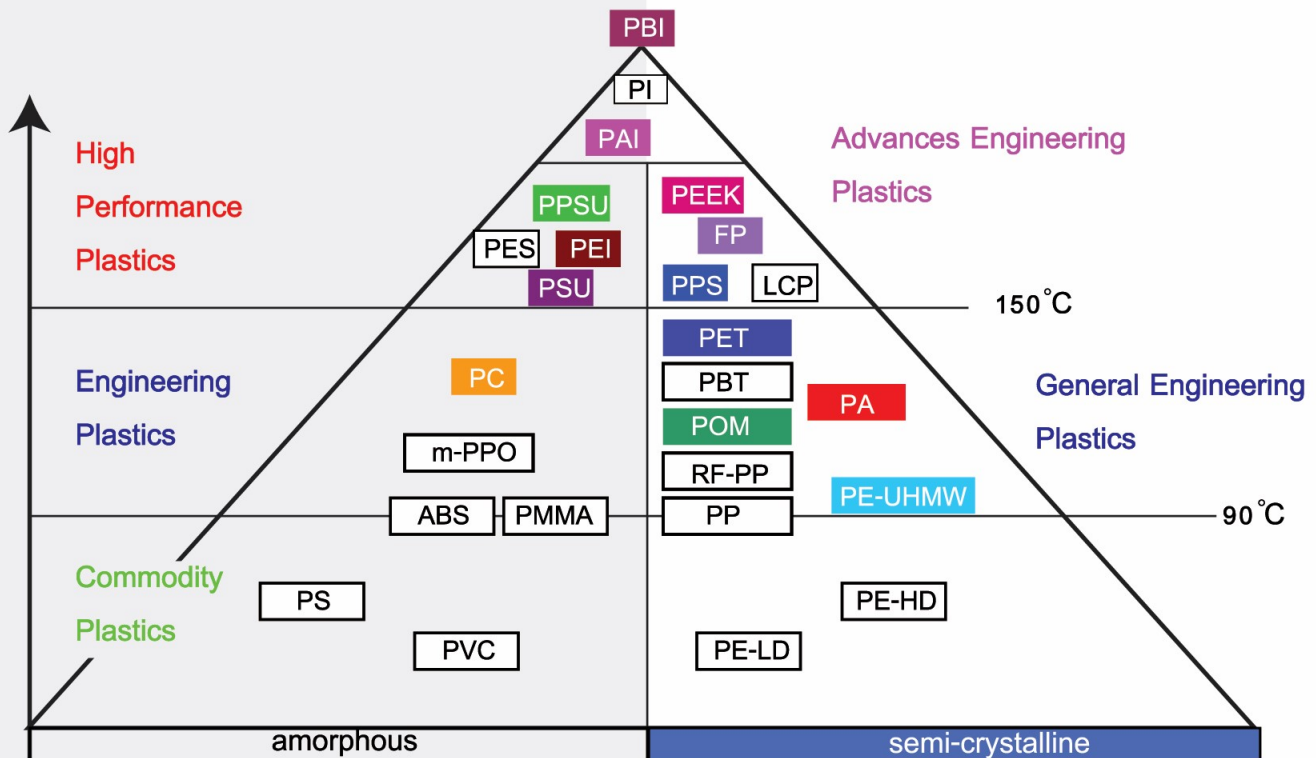 PBI
PI
PAI
High
Performance
Plastics
Advances Engineering
Plastics
PPSU
PEEK
PES
PEI
FP
PSU
PPS
LCP
150°C
PET
Engineering
Plastics
PC
PBT
PA
General Engineering
Plastics
POM
m-PPO
RF-PP
PE-UHMW
ABS
PMMA
PP
90°C
Commodity
Plastics
PS
PE-HD
PVC
PE-LD
amorphous
semi-crystalline